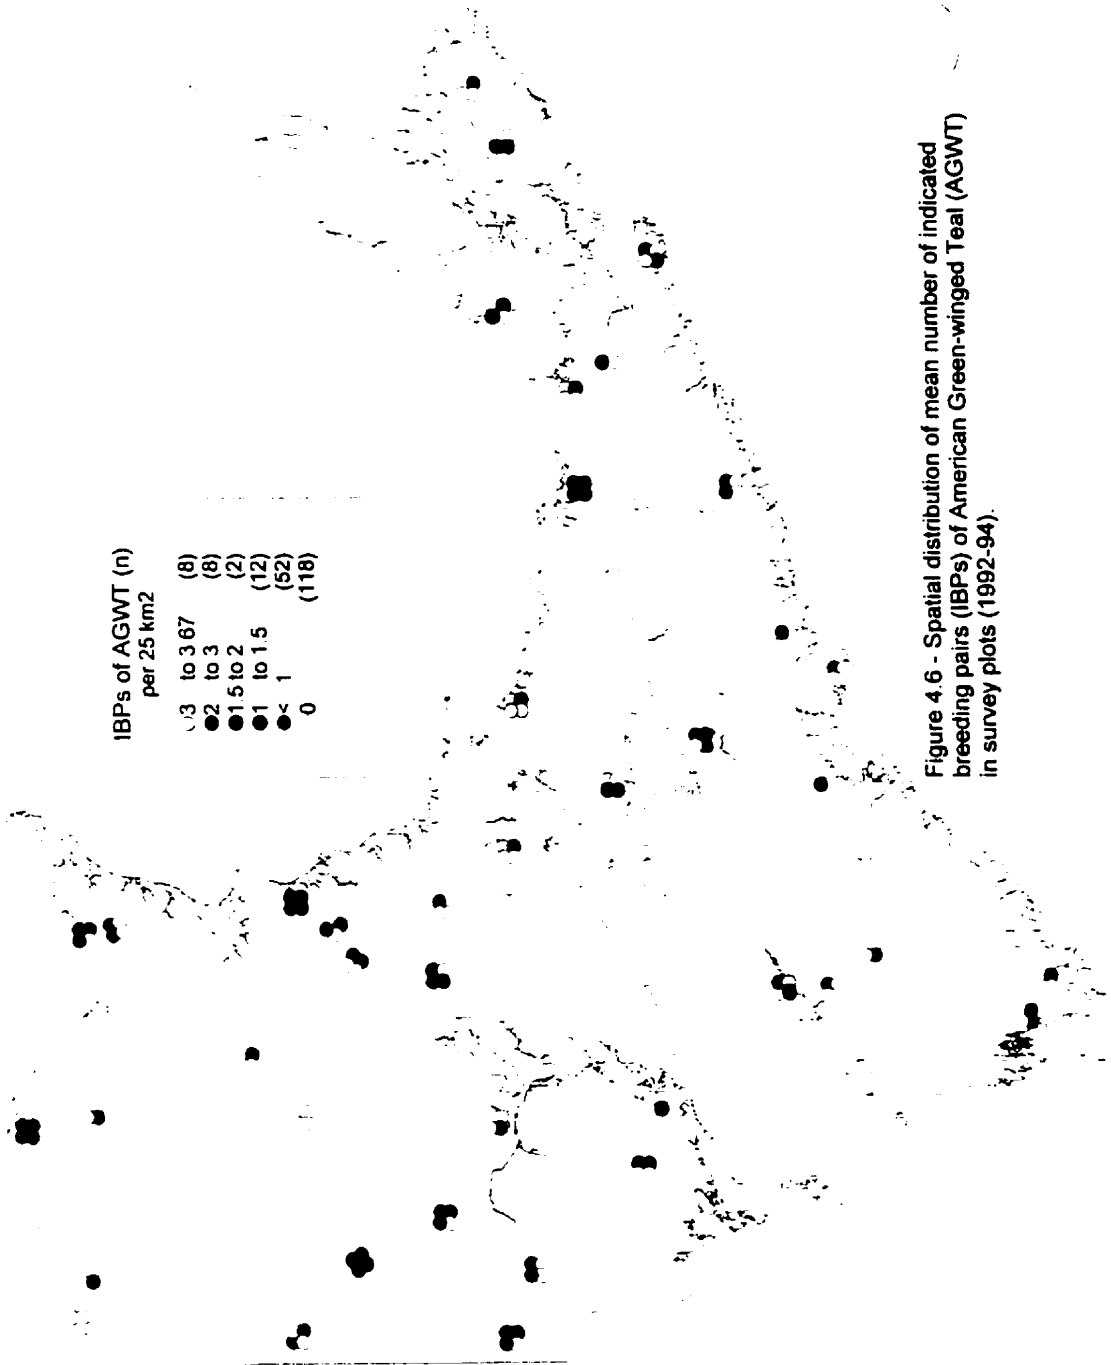 IBPs of AGWT (n)
per 25 km2
3 to 3 67 (8)
2 to 3 (8)
1.5 to 2 (2)
1 to 1.5 (12)
< 1 (52)
0 (118)
Figure 4.6 - Spatial distribution of mean number of indicated
breeding pairs (IBPs) of American Green-winged Teal (AGWT)
in survey plots (1992-94).